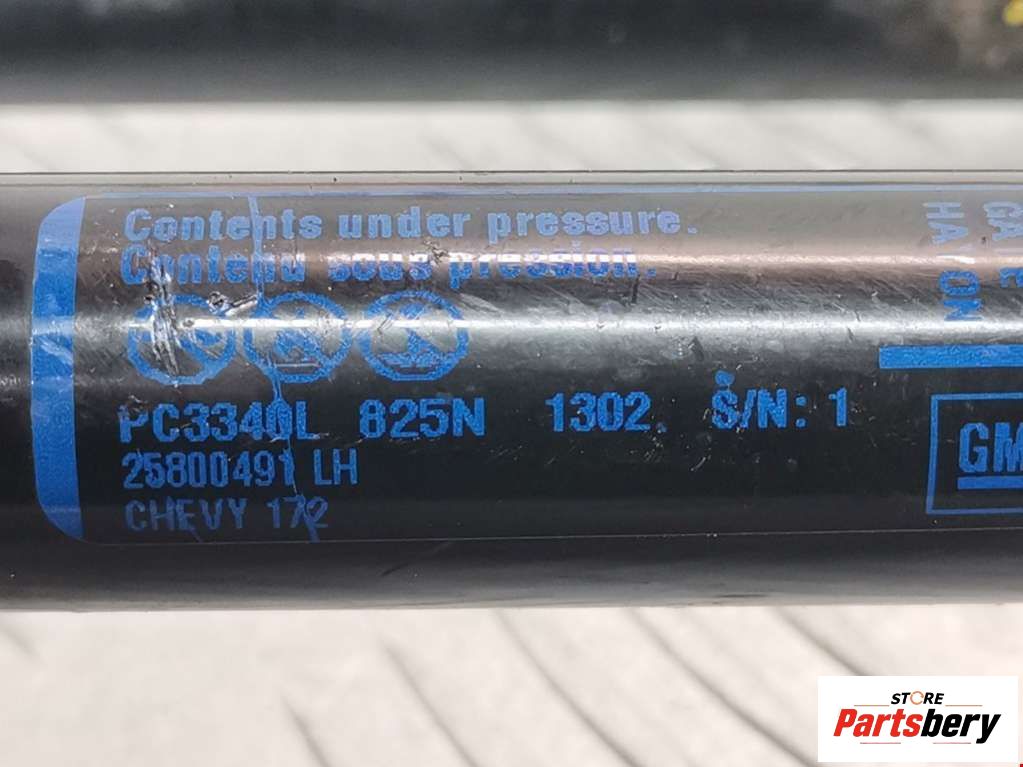 Contents under pressure.
Contenu sous pression.
PC3340L 825N 1302. S/N: 1
25800491 LH
CHEVY 172
GM
STORE
Partsbery